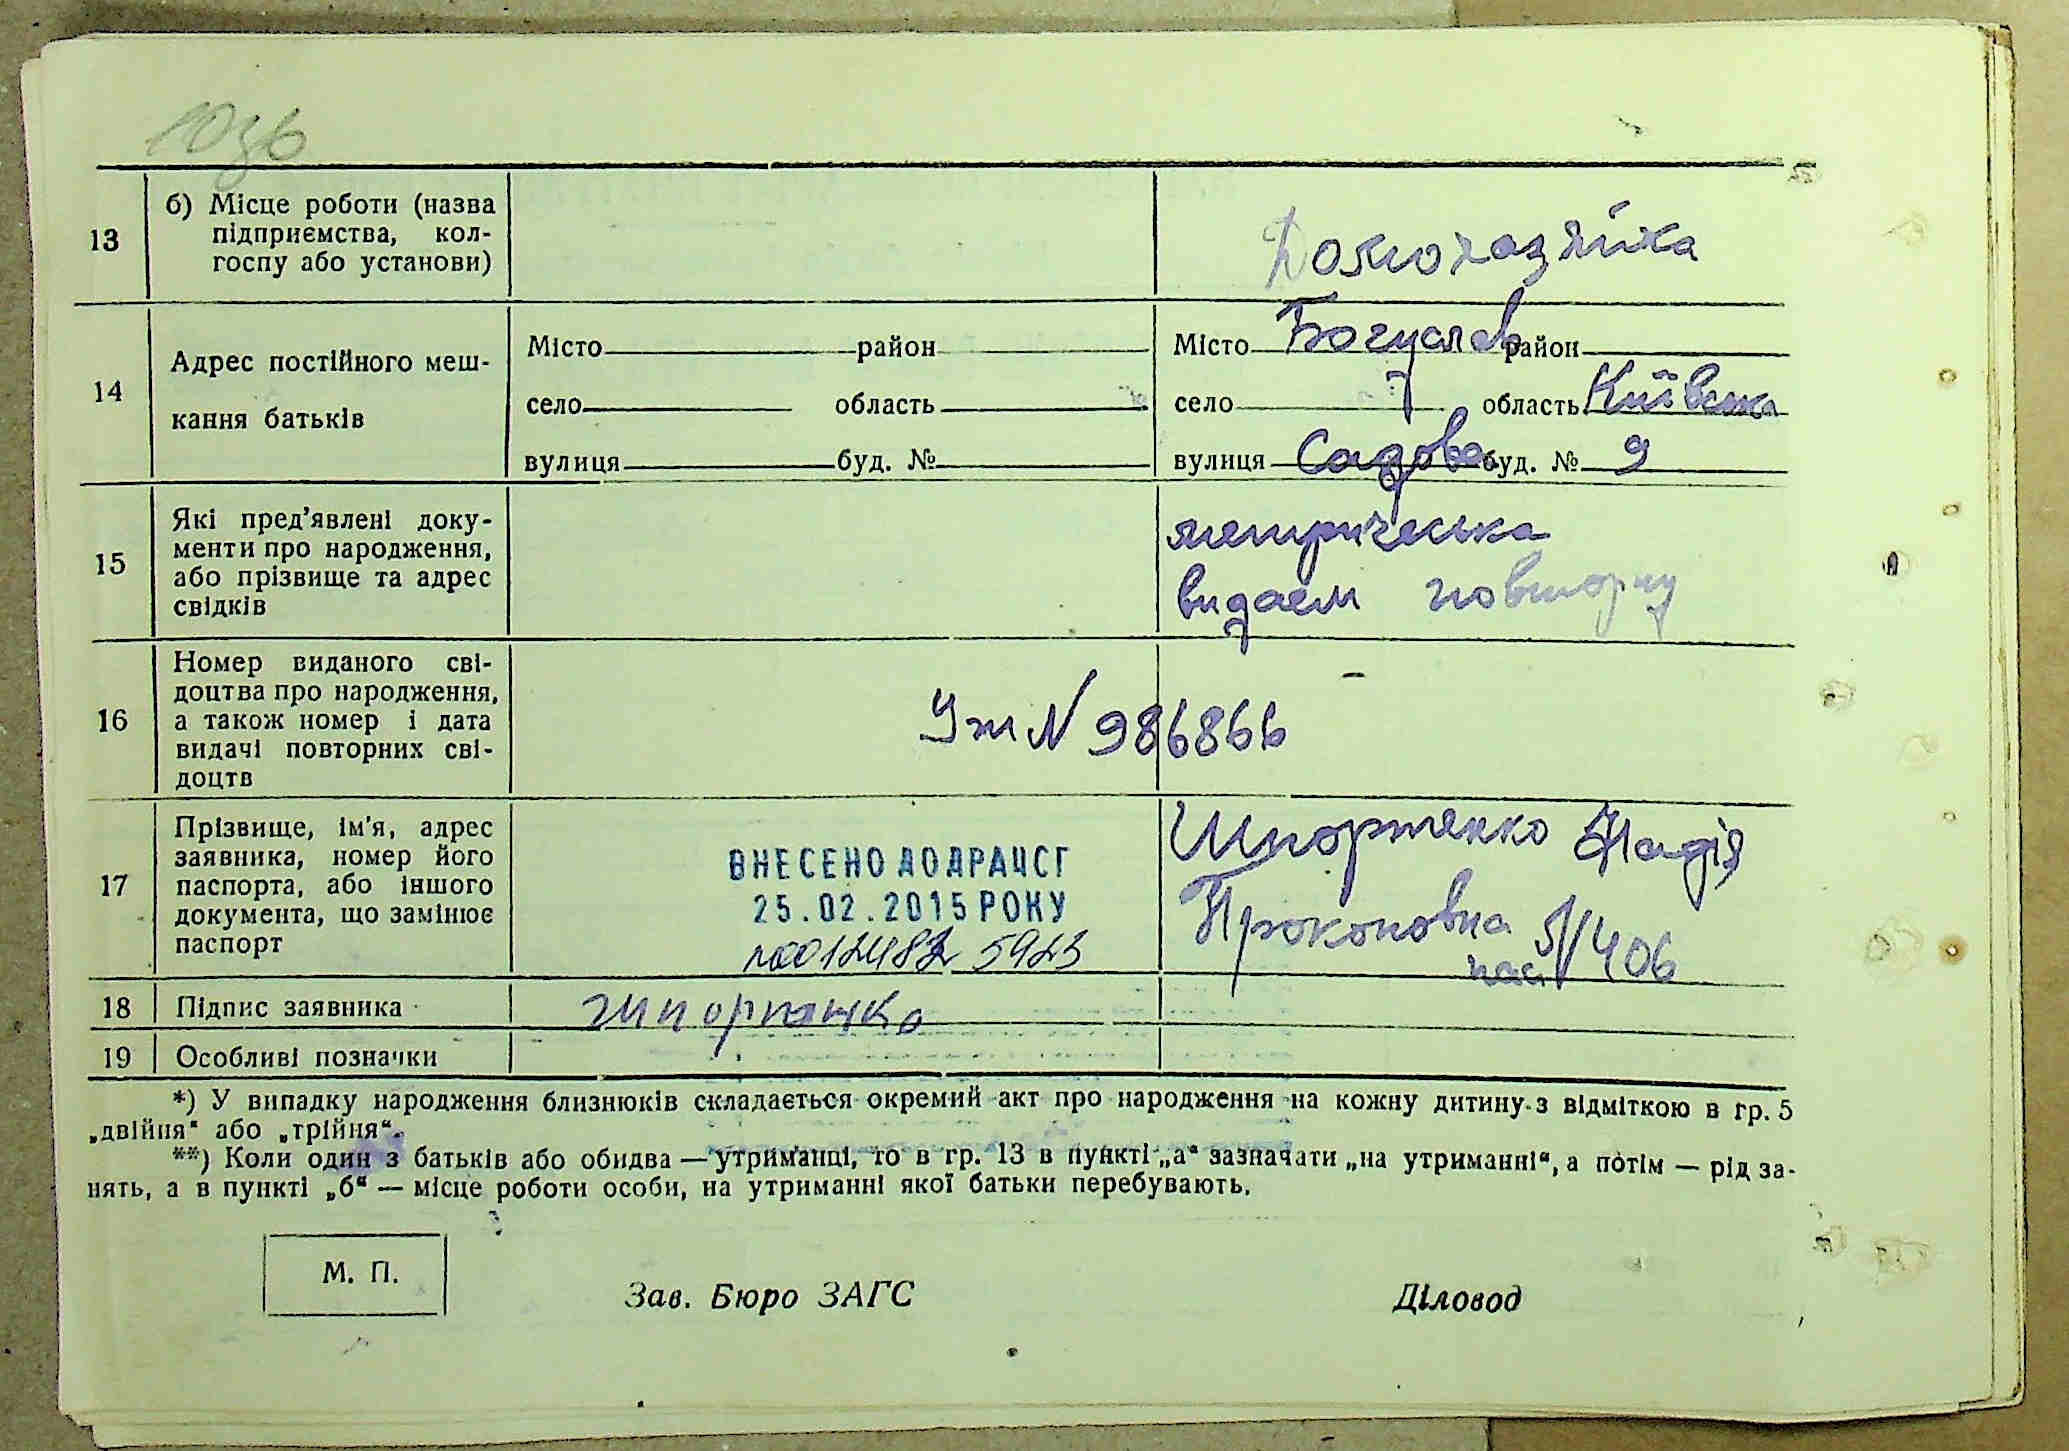 13
б) Місце роботи (назва
підприємства, кол-
госпу або установи)
Домохазяйка
14
Адрес постійного меш-
кання батьків
Місто район
село область
вулиця буд. №
Місто Богуслав район
село область Київська
вулиця Садова буд. № 9
15
Які пред'явлені доку-
менти про народження,
або прізвище та адрес
свідків
метрическа
видаєм повторну
16
Номер виданого сві-
доцтва про народження,
а також номер і дата
видачі повторних сві-
доцтв
Уж N 986866
17
Прізвище, ім'я, адрес
заявника, номер його
паспорта, або іншого
документа, що замінює
паспорт
ВНЕСЕНО ДО ДРАЦСГ
25.02.2015 РОКУ
Шпортенко Надія
Прокоповна
пас N 406
18 Підпис заявника
19 Особливі позначки
*) У випадку народження близнюків складається окремий акт про народження на кожну дитину з відміткою в гр. 5
„двійня“ або „трійня“.
**) Коли один з батьків або обидва — утриманці, то в гр. 13 в пункті „а“ зазначати „на утриманні“, а потім — рід за-
нять, а в пункті „б“ — місце роботи особи, на утриманні якої батьки перебувають.
М. П.
Зав. Бюро ЗАГС
Діловод